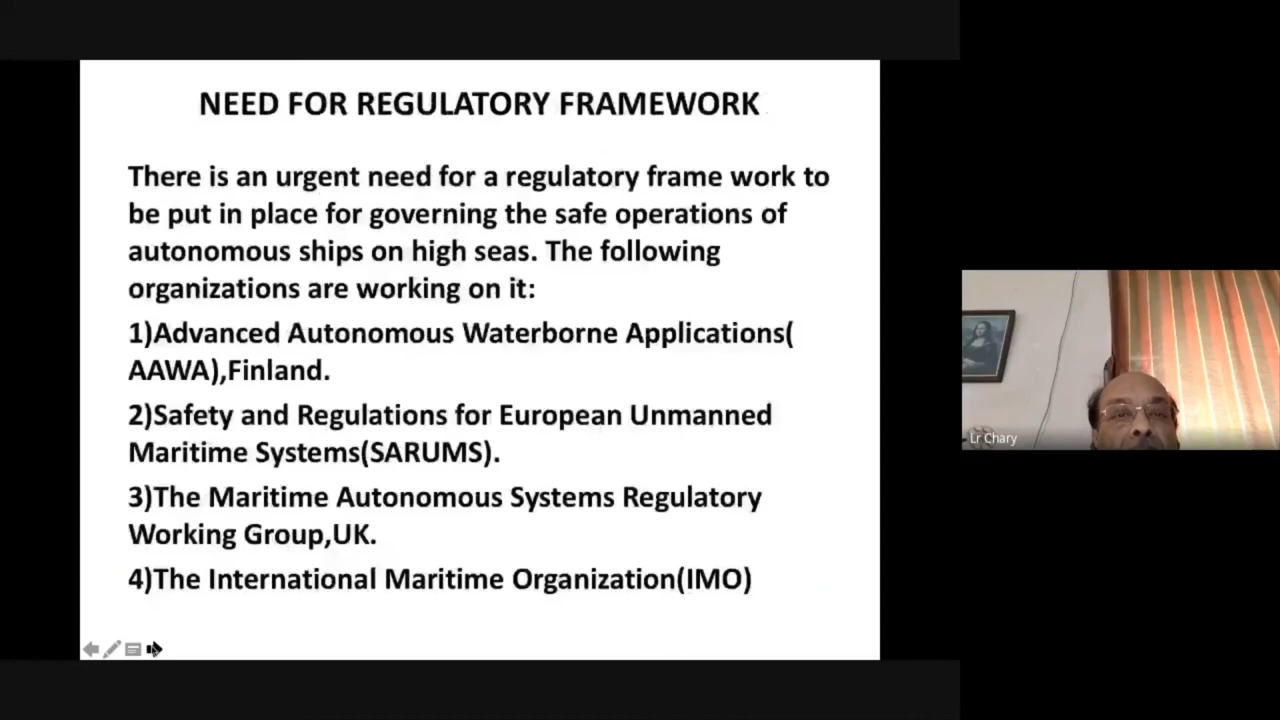 NEED FOR REGULATORY FRAMEWORK
There is an urgent need for a regulatory frame work to
be put in place for governing the safe operations of
autonomous ships on high seas. The following
organizations are working on it:
1)Advanced Autonomous Waterborne Applications(
AAWA),Finland.
2)Safety and Regulations for European Unmanned
Maritime Systems(SARUMS).
3)The Maritime Autonomous Systems Regulatory
Working Group,UK.
4)The International Maritime Organization(IMO)
Lr Chary